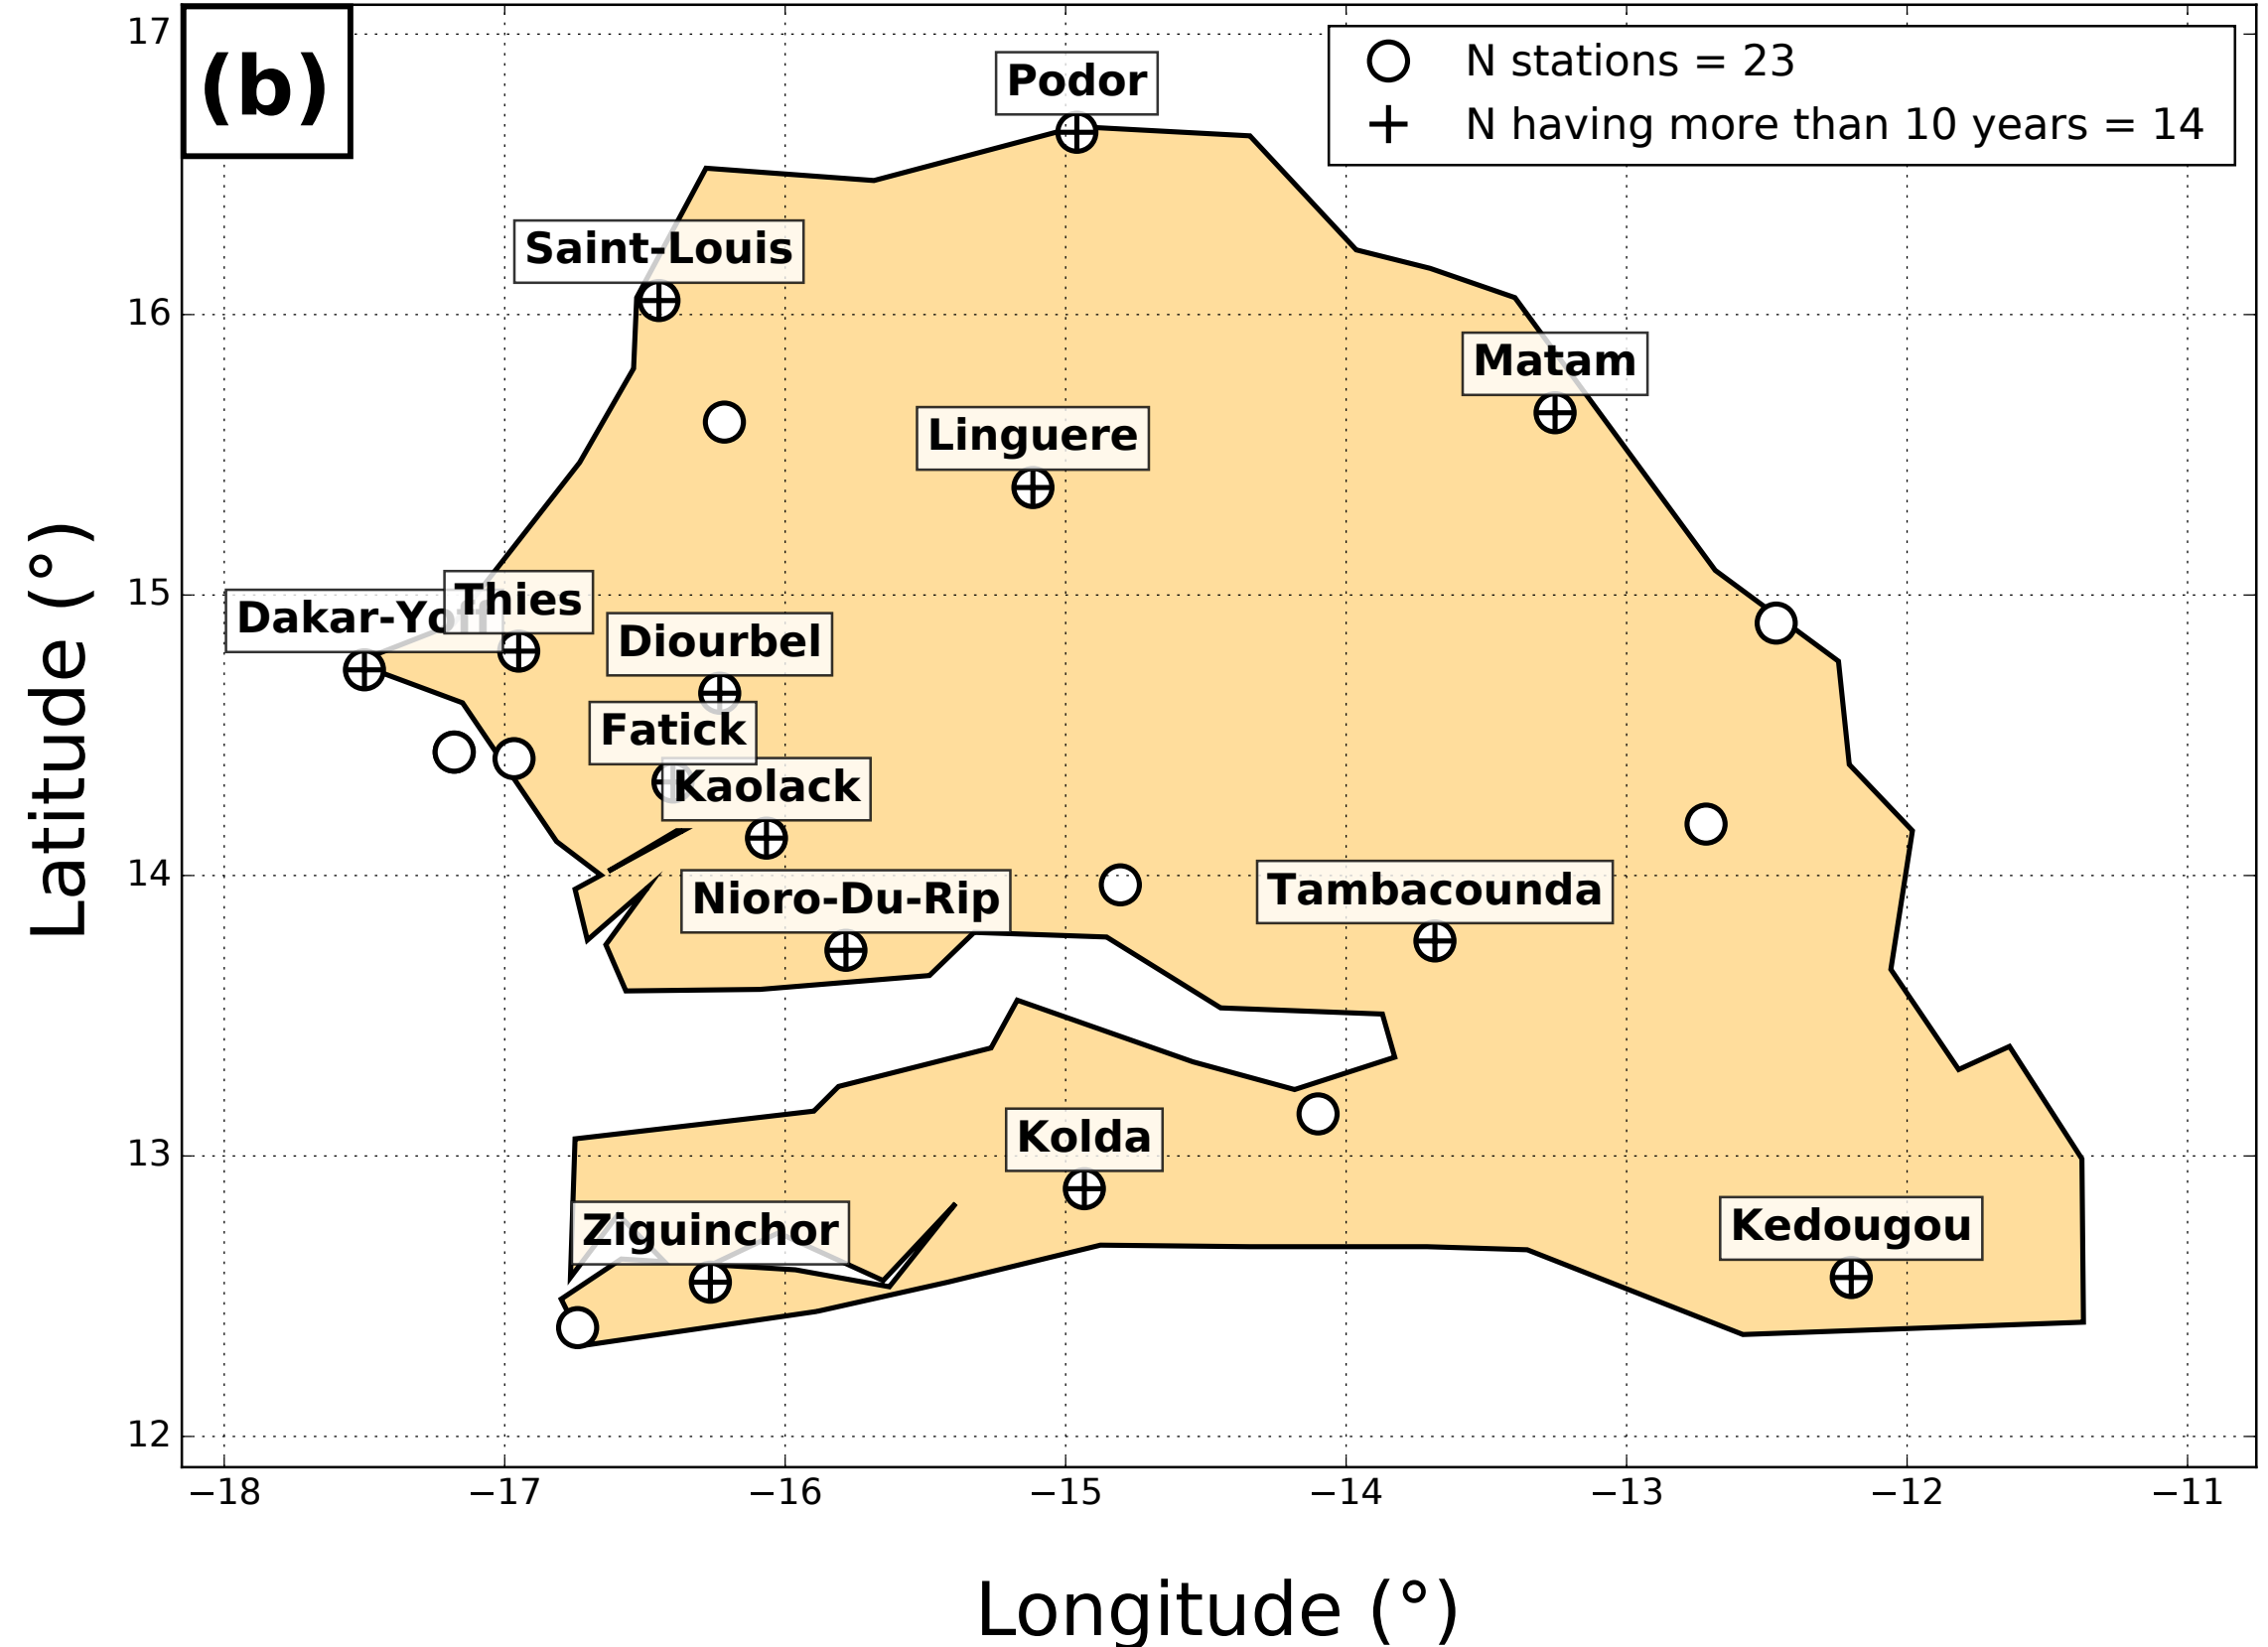 (b)
N stations = 23
N having more than 10 years = 14
Podor
Saint-Louis
Matam
Linguere
Thies
Dakar-Yoff
Diourbel
Fatick
Kaolack
Nioro-Du-Rip
Tambacounda
Kolda
Ziguinchor
Kedougou
17
16
15
14
13
12
Latitude (°)
−18 −17 −16 −15 −14 −13 −12 −11
Longitude (°)